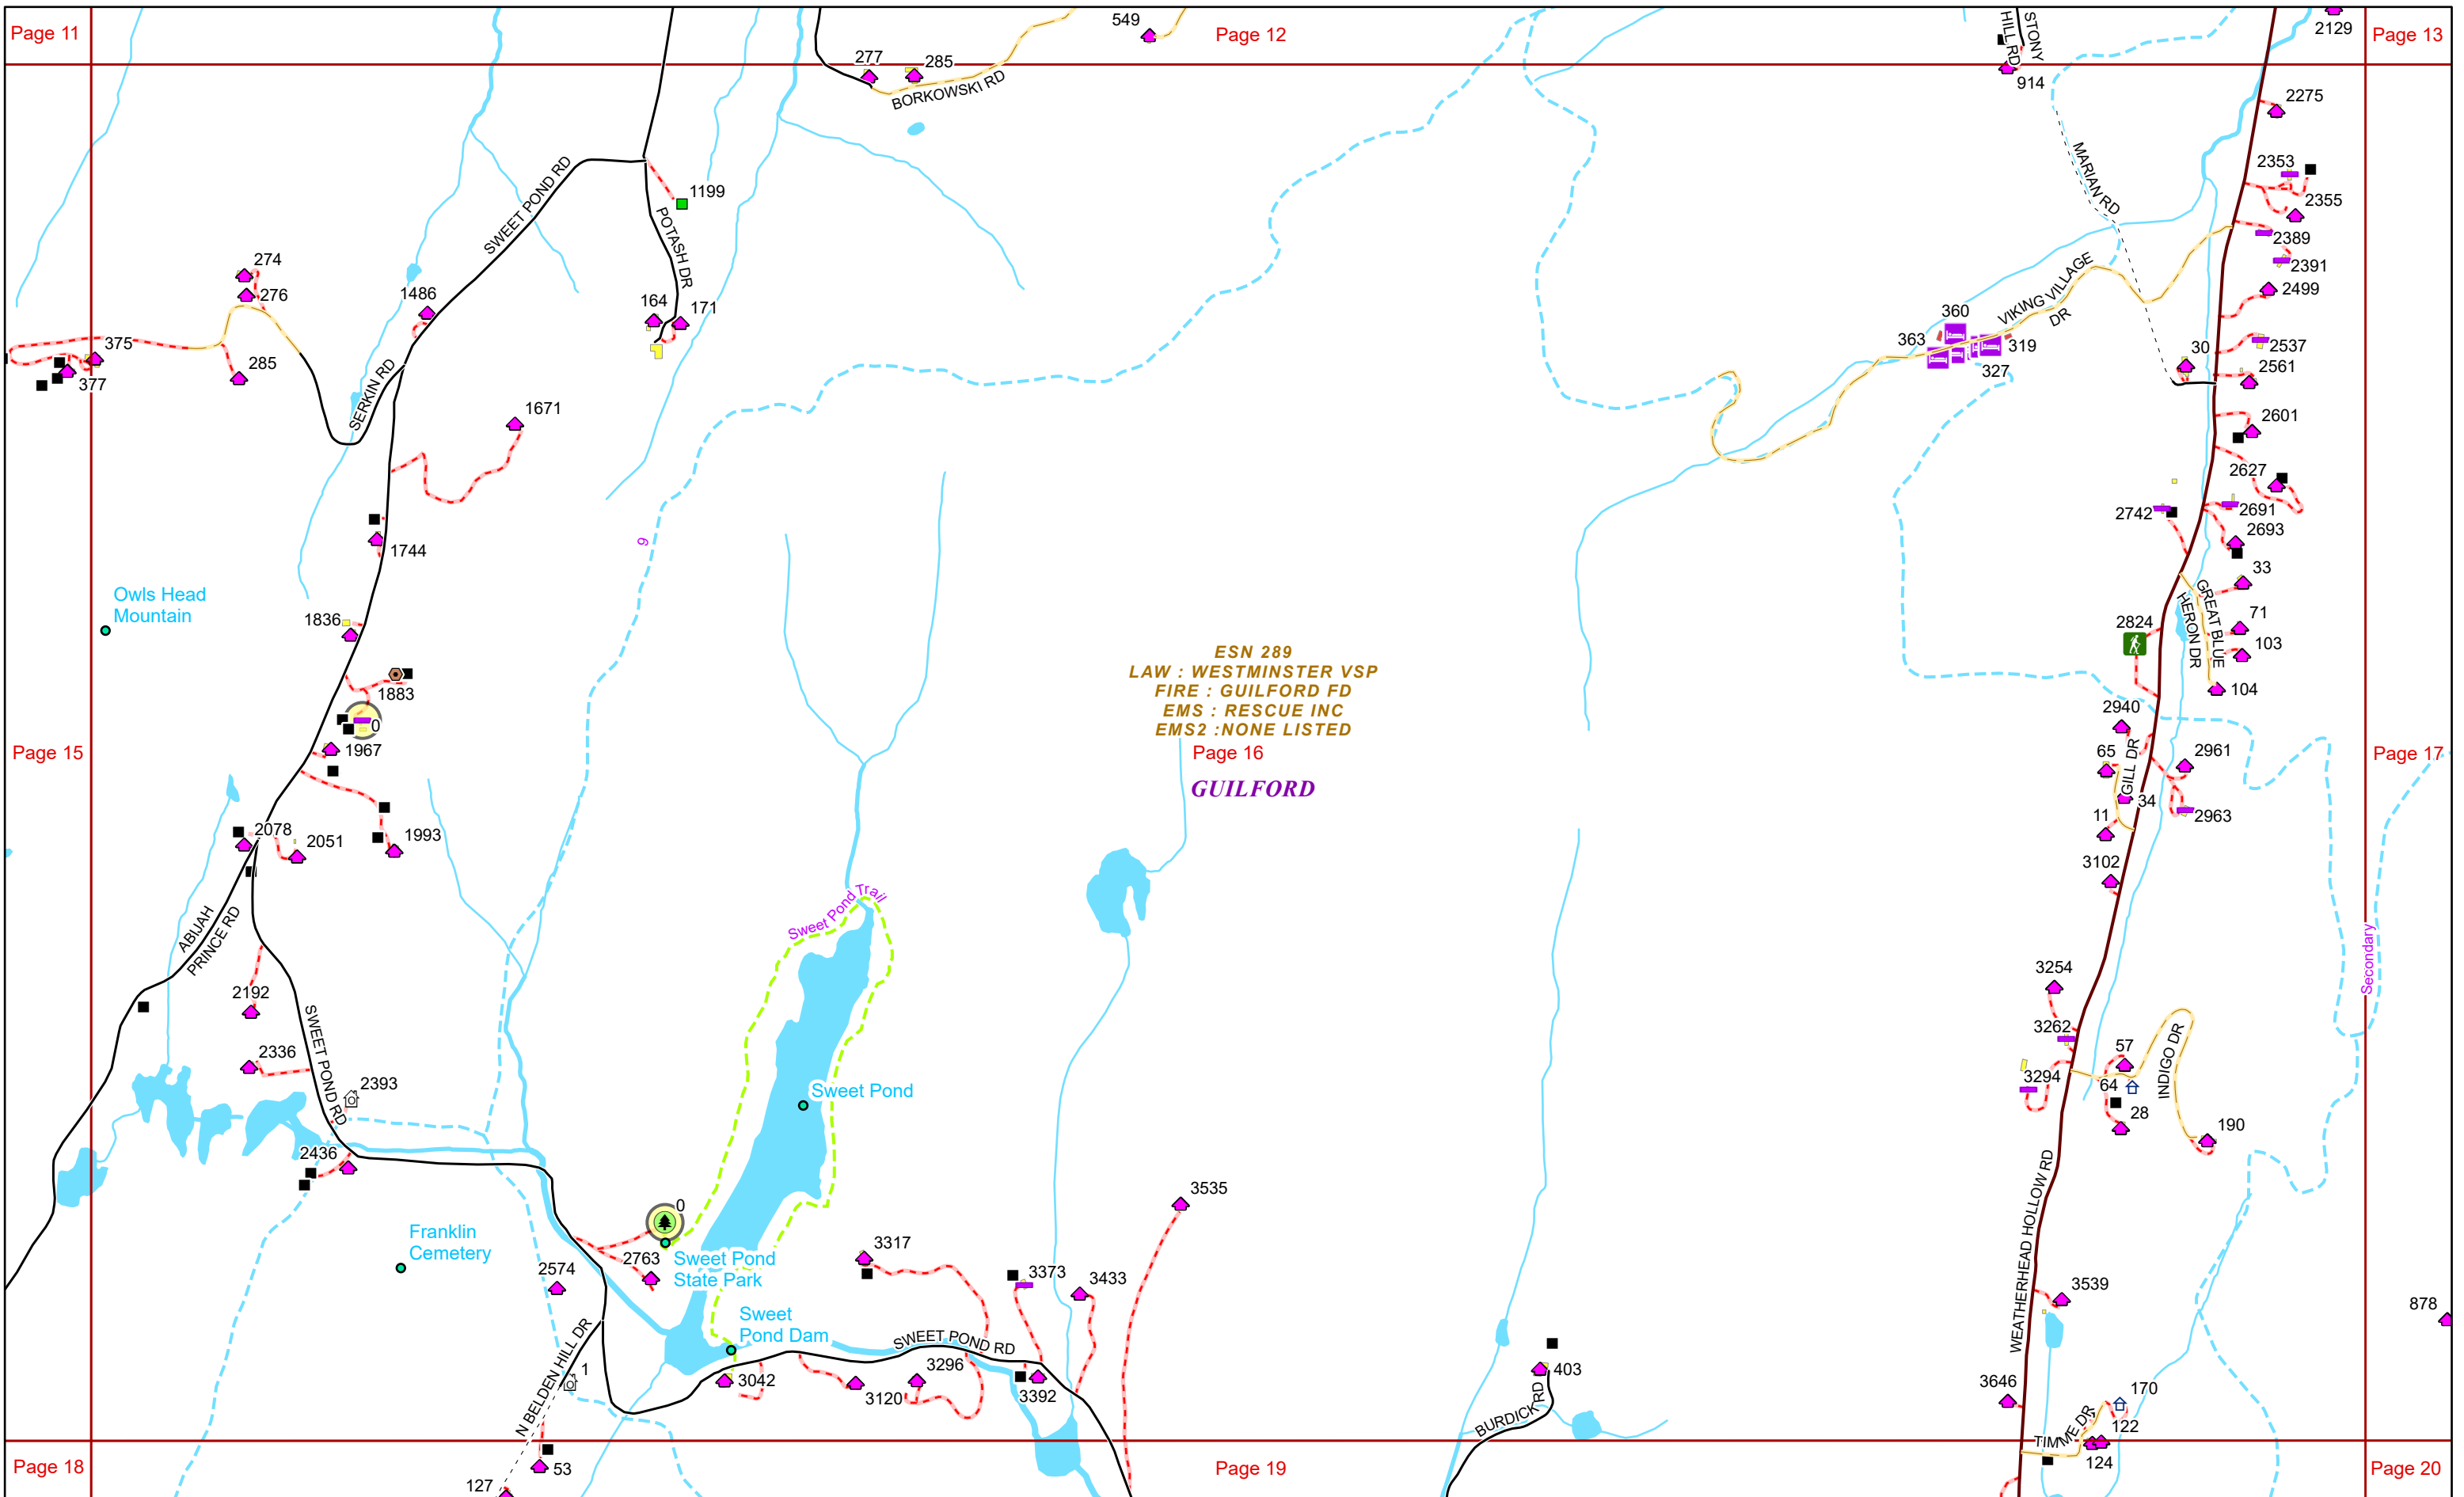 Page 11
549
Page 12
STONY
HILL RD
2129
Page 13
277
285
BORKOWSKI RD
914
2275
SWEET POND RD
1199
MARIAN RD
2353
2355
POTASH DR
2389
2391
274
276
1486
164
171
VIKING VILLAGE
DR
2499
360
363
319
327
30
2537
2561
375
377
285
SERKIN RD
1671
2601
2627
2742
2691
2693
9
1744
33
GREAT BLUE
HERON DR
71
103
104
Owls Head
Mountain
1836
2824
ESN 289
LAW : WESTMINSTER VSP
FIRE : GUILFORD FD
EMS : RESCUE INC
EMS2 :NONE LISTED
1883
0
1967
2940
65
GILL DR
2961
34
2963
11
Page 15
Page 16
Page 17
GUILFORD
2078
2051
1993
3102
Sweet Pond Trail
ABIJAH
PRINCE RD
Secondary
2192
3254
3262
2336
SWEET POND RD
2393
Sweet Pond
57
64
INDIGO DR
3294
28
190
2436
3535
0
Franklin
Cemetery
2763
Sweet Pond
State Park
3317
2574
3373
3433
WEATHERHEAD HOLLOW RD
3539
878
Sweet
Pond Dam
SWEET POND RD
N BELDEN HILL DR
1
3042
3120
3296
3392
403
BURDICK RD
3646
170
122
TIMME DR
124
Page 18
53
127
Page 19
Page 20